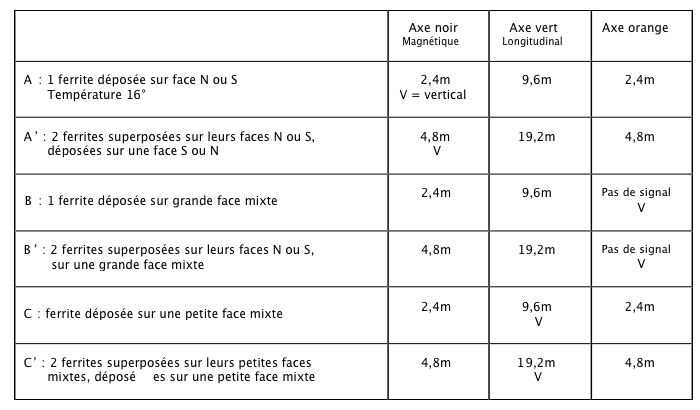 Axe noir
Magnétique
Axe vert
Longitudinal
Axe orange
A : 1 ferrite déposée sur face N ou S
Température 16°
2,4m
V = vertical
9,6m
2,4m
A' : 2 ferrites superposées sur leurs faces N ou S,
déposées sur une face S ou N
4,8m
V
19,2m
4,8m
B : 1 ferrite déposée sur grande face mixte
2,4m
9,6m
Pas de signal
V
B' : 2 ferrites superposées sur leurs faces N ou S,
sur une grande face mixte
4,8m
19,2m
Pas de signal
V
C : ferrite déposée sur une petite face mixte
2,4m
9,6m
V
2,4m
C' : 2 ferrites superposées sur leurs petites faces
mixtes, déposé es sur une petite face mixte
4,8m
19,2m
V
4,8m